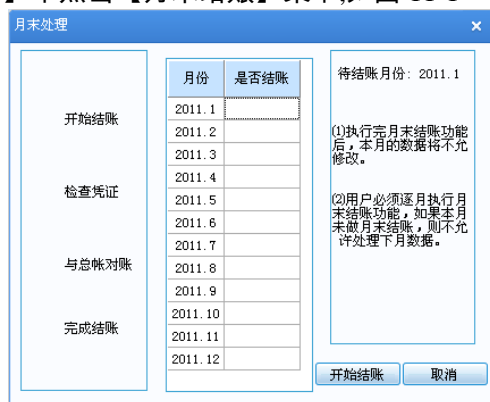 月末处理
开始结账
检查凭证
与总帐对账
完成结账
月份 是否结账
2011.1
2011.2
2011.3
2011.4
2011.5
2011.6
2011.7
2011.8
2011.9
2011.10
2011.11
2011.12
待结账月份：2011.1
(1)执行完月末结账功能
后，本月的数据将不允
修改。
(2)用户必须逐月执行月
末结账功能，如果本月
未做月末结账，则不允
许处理下月数据。
开始结账 取消